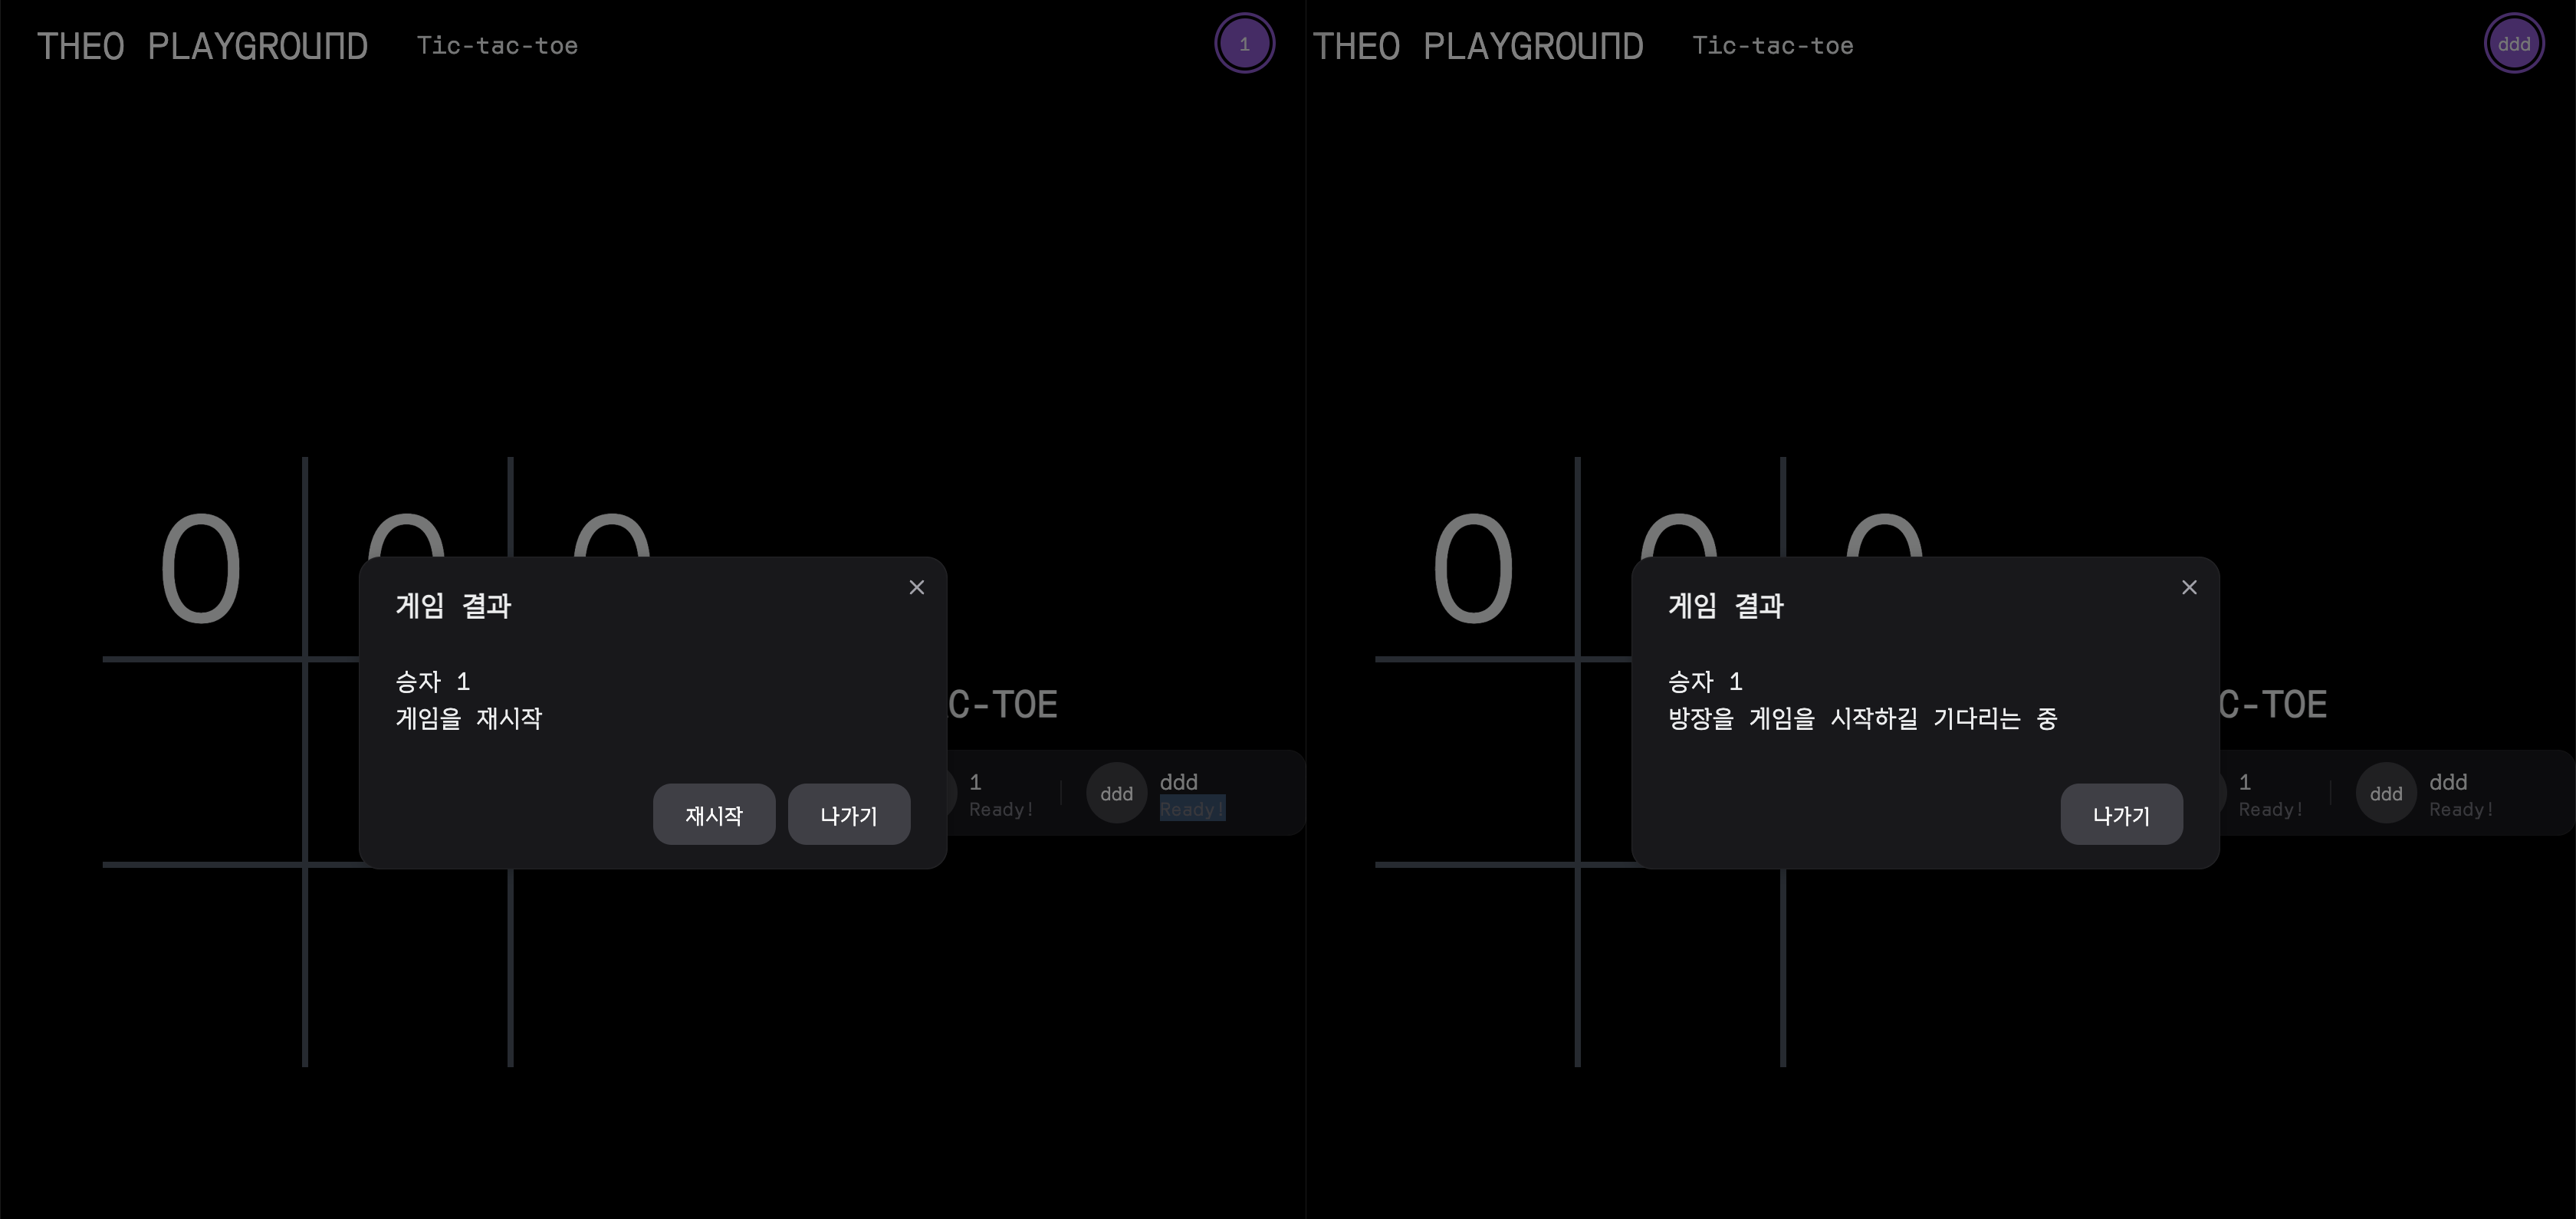 THEO PLAYGROUND Tic-tac-toe 1
O O O
게임 결과
승자 1
게임을 재시작
재시작 나가기
C-TOE
1
Ready!
ddd ddd
Ready!
THEO PLAYGROUND Tic-tac-toe ddd
O O O
게임 결과
승자 1
방장을 게임을 시작하길 기다리는 중
나가기
C-TOE
1
Ready!
ddd ddd
Ready!